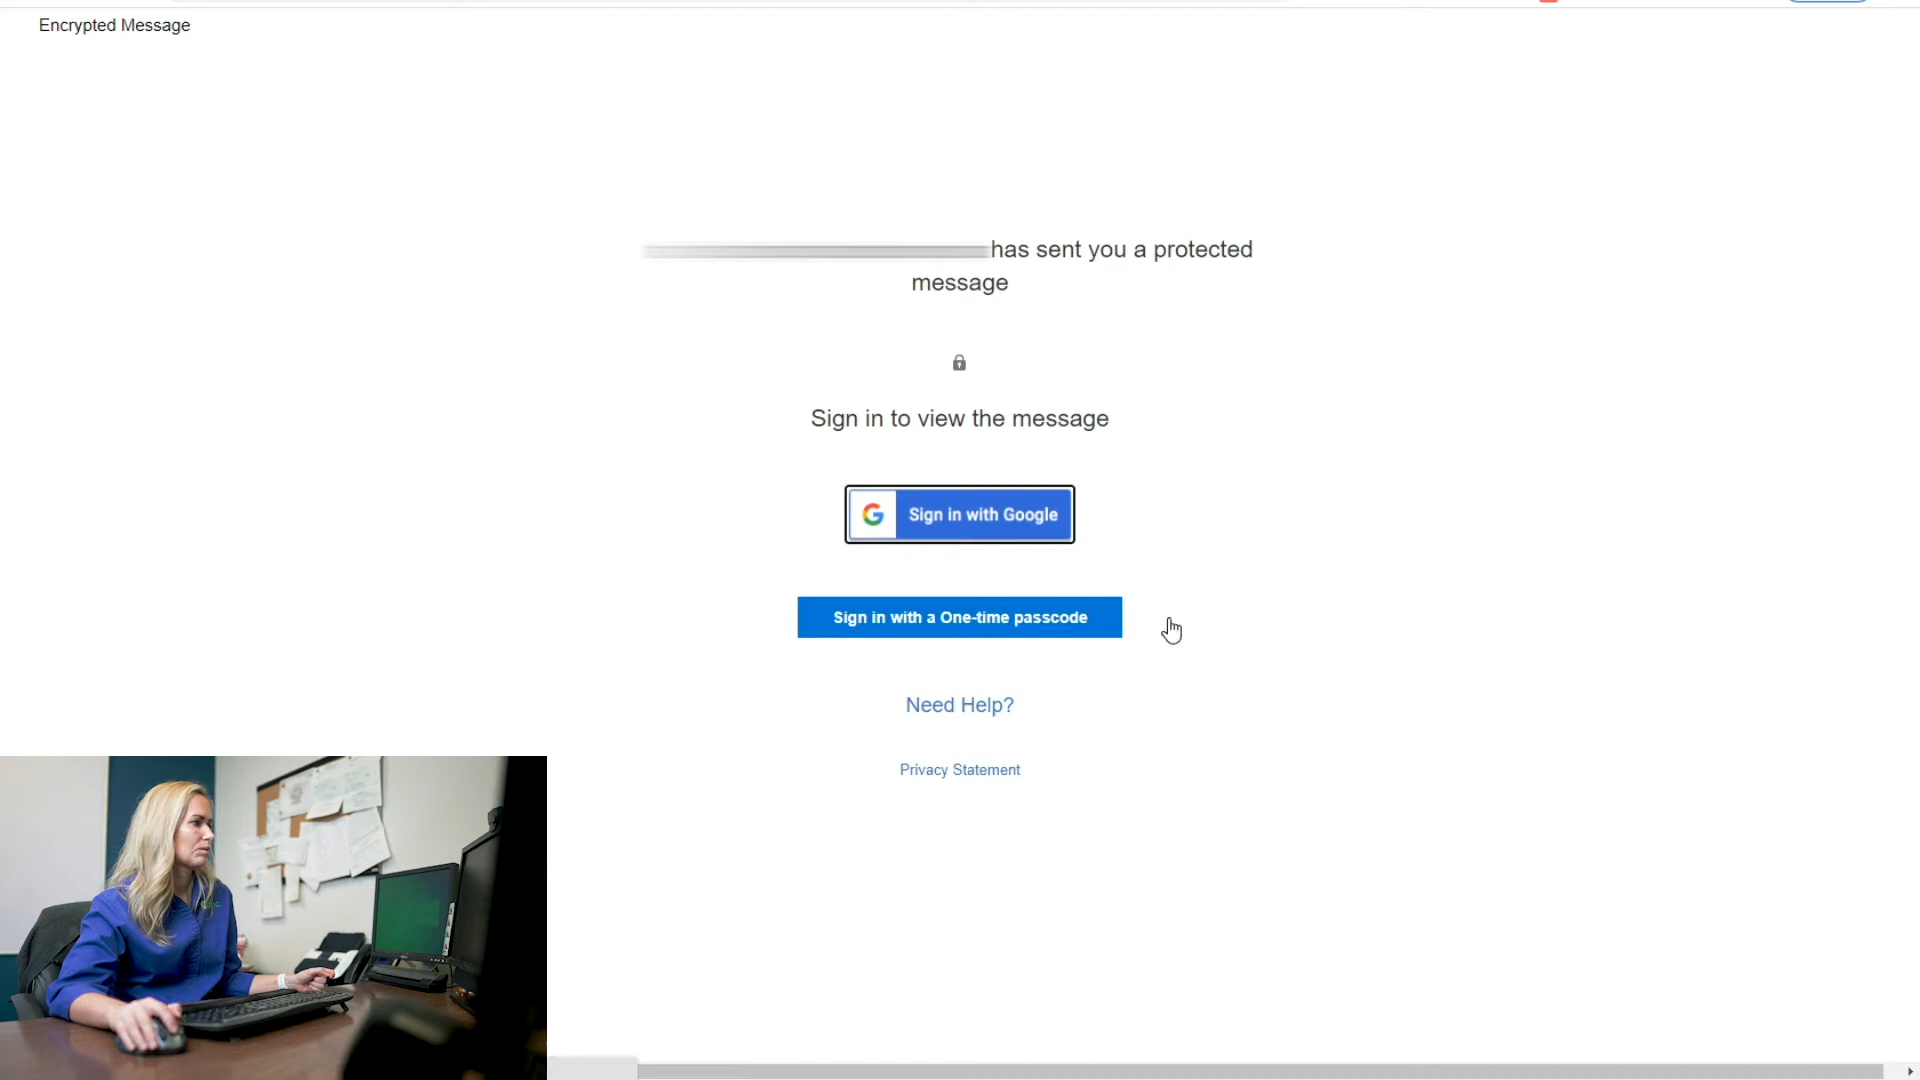 Encrypted Message
has sent you a protected
message
Sign in to view the message
Sign in with Google
Sign in with a One-time passcode
Need Help?
Privacy Statement